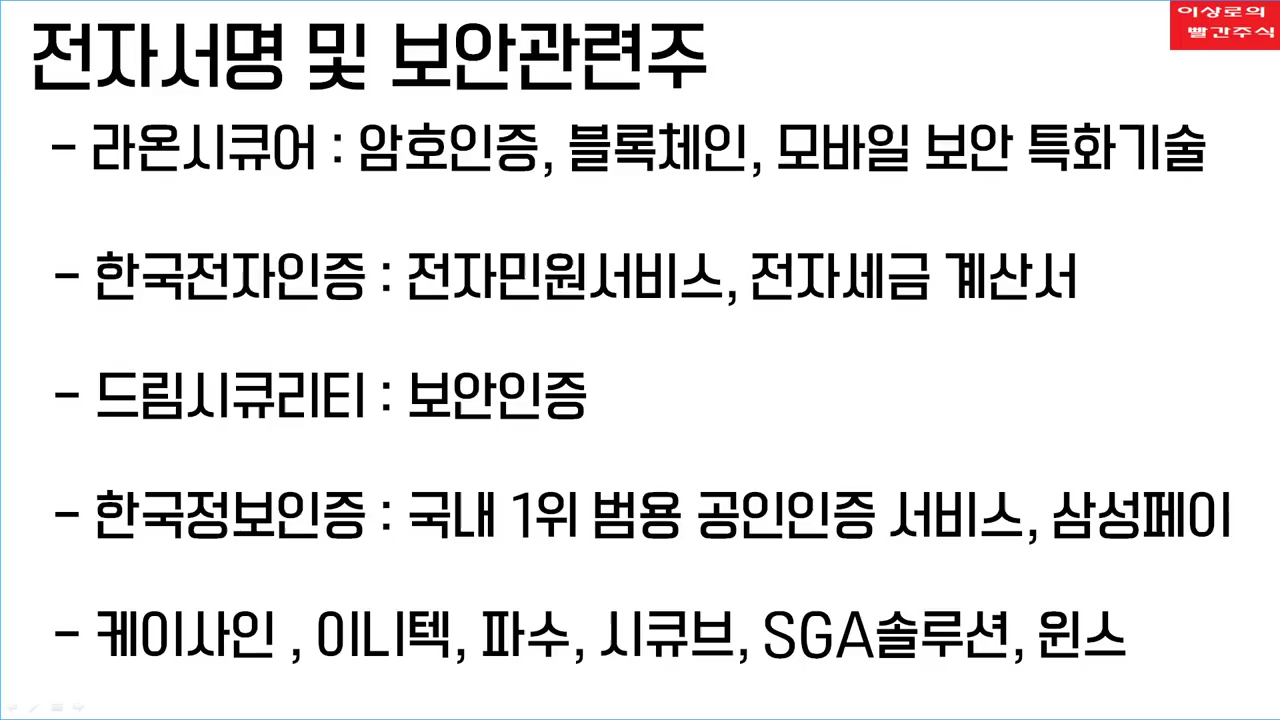 이상로의
빨간주식
전자서명 및 보안관련주
- 라온시큐어 : 암호인증, 블록체인, 모바일 보안 특화기술
- 한국전자인증 : 전자민원서비스, 전자세금 계산서
- 드림시큐리티 : 보안인증
- 한국정보인증 : 국내 1위 범용 공인인증 서비스, 삼성페이
- 케이사인 , 이니텍, 파수, 시큐브, SGA솔루션, 윈스